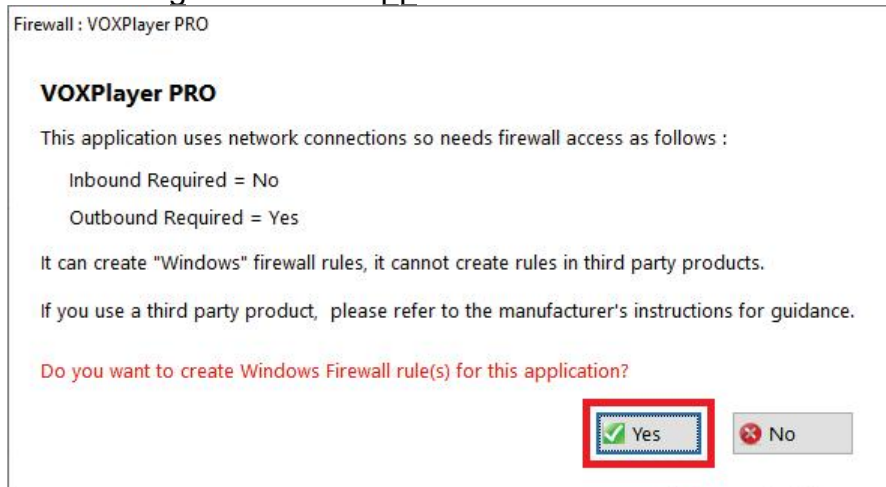 Firewall : VOXPlayer PRO
VOXPlayer PRO
This application uses network connections so needs firewall access as follows :
Inbound Required = No
Outbound Required = Yes
It can create "Windows" firewall rules, it cannot create rules in third party products.
If you use a third party product, please refer to the manufacturer's instructions for guidance.
Do you want to create Windows Firewall rule(s) for this application?
Yes No